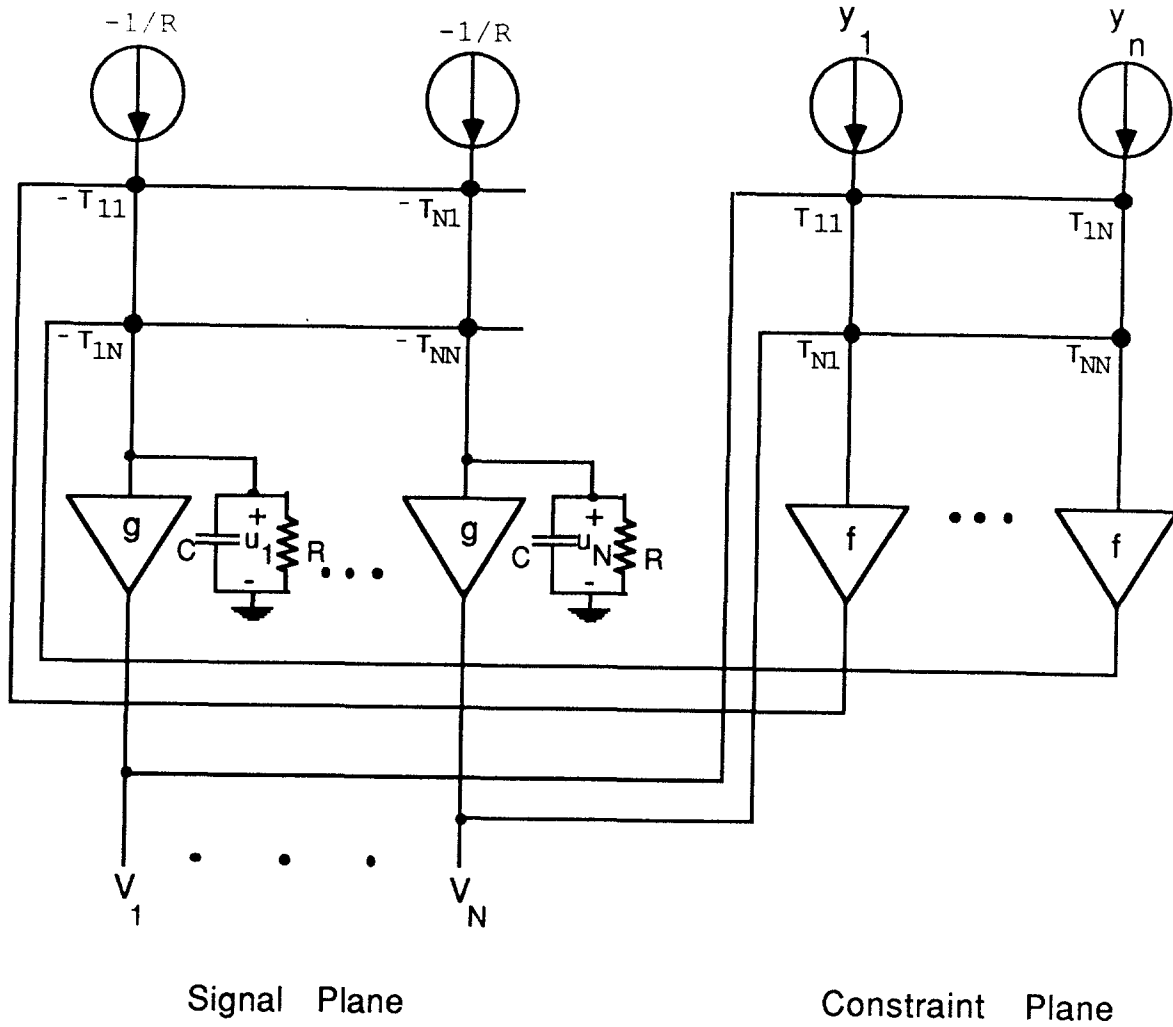 -1/R -1/R y1 yn
-T11 -TN1 T11 T1N
-T1N -TNN TN1 TNN
g C + u1 - R g C + uN - R f f
V1 VN
Signal Plane Constraint Plane